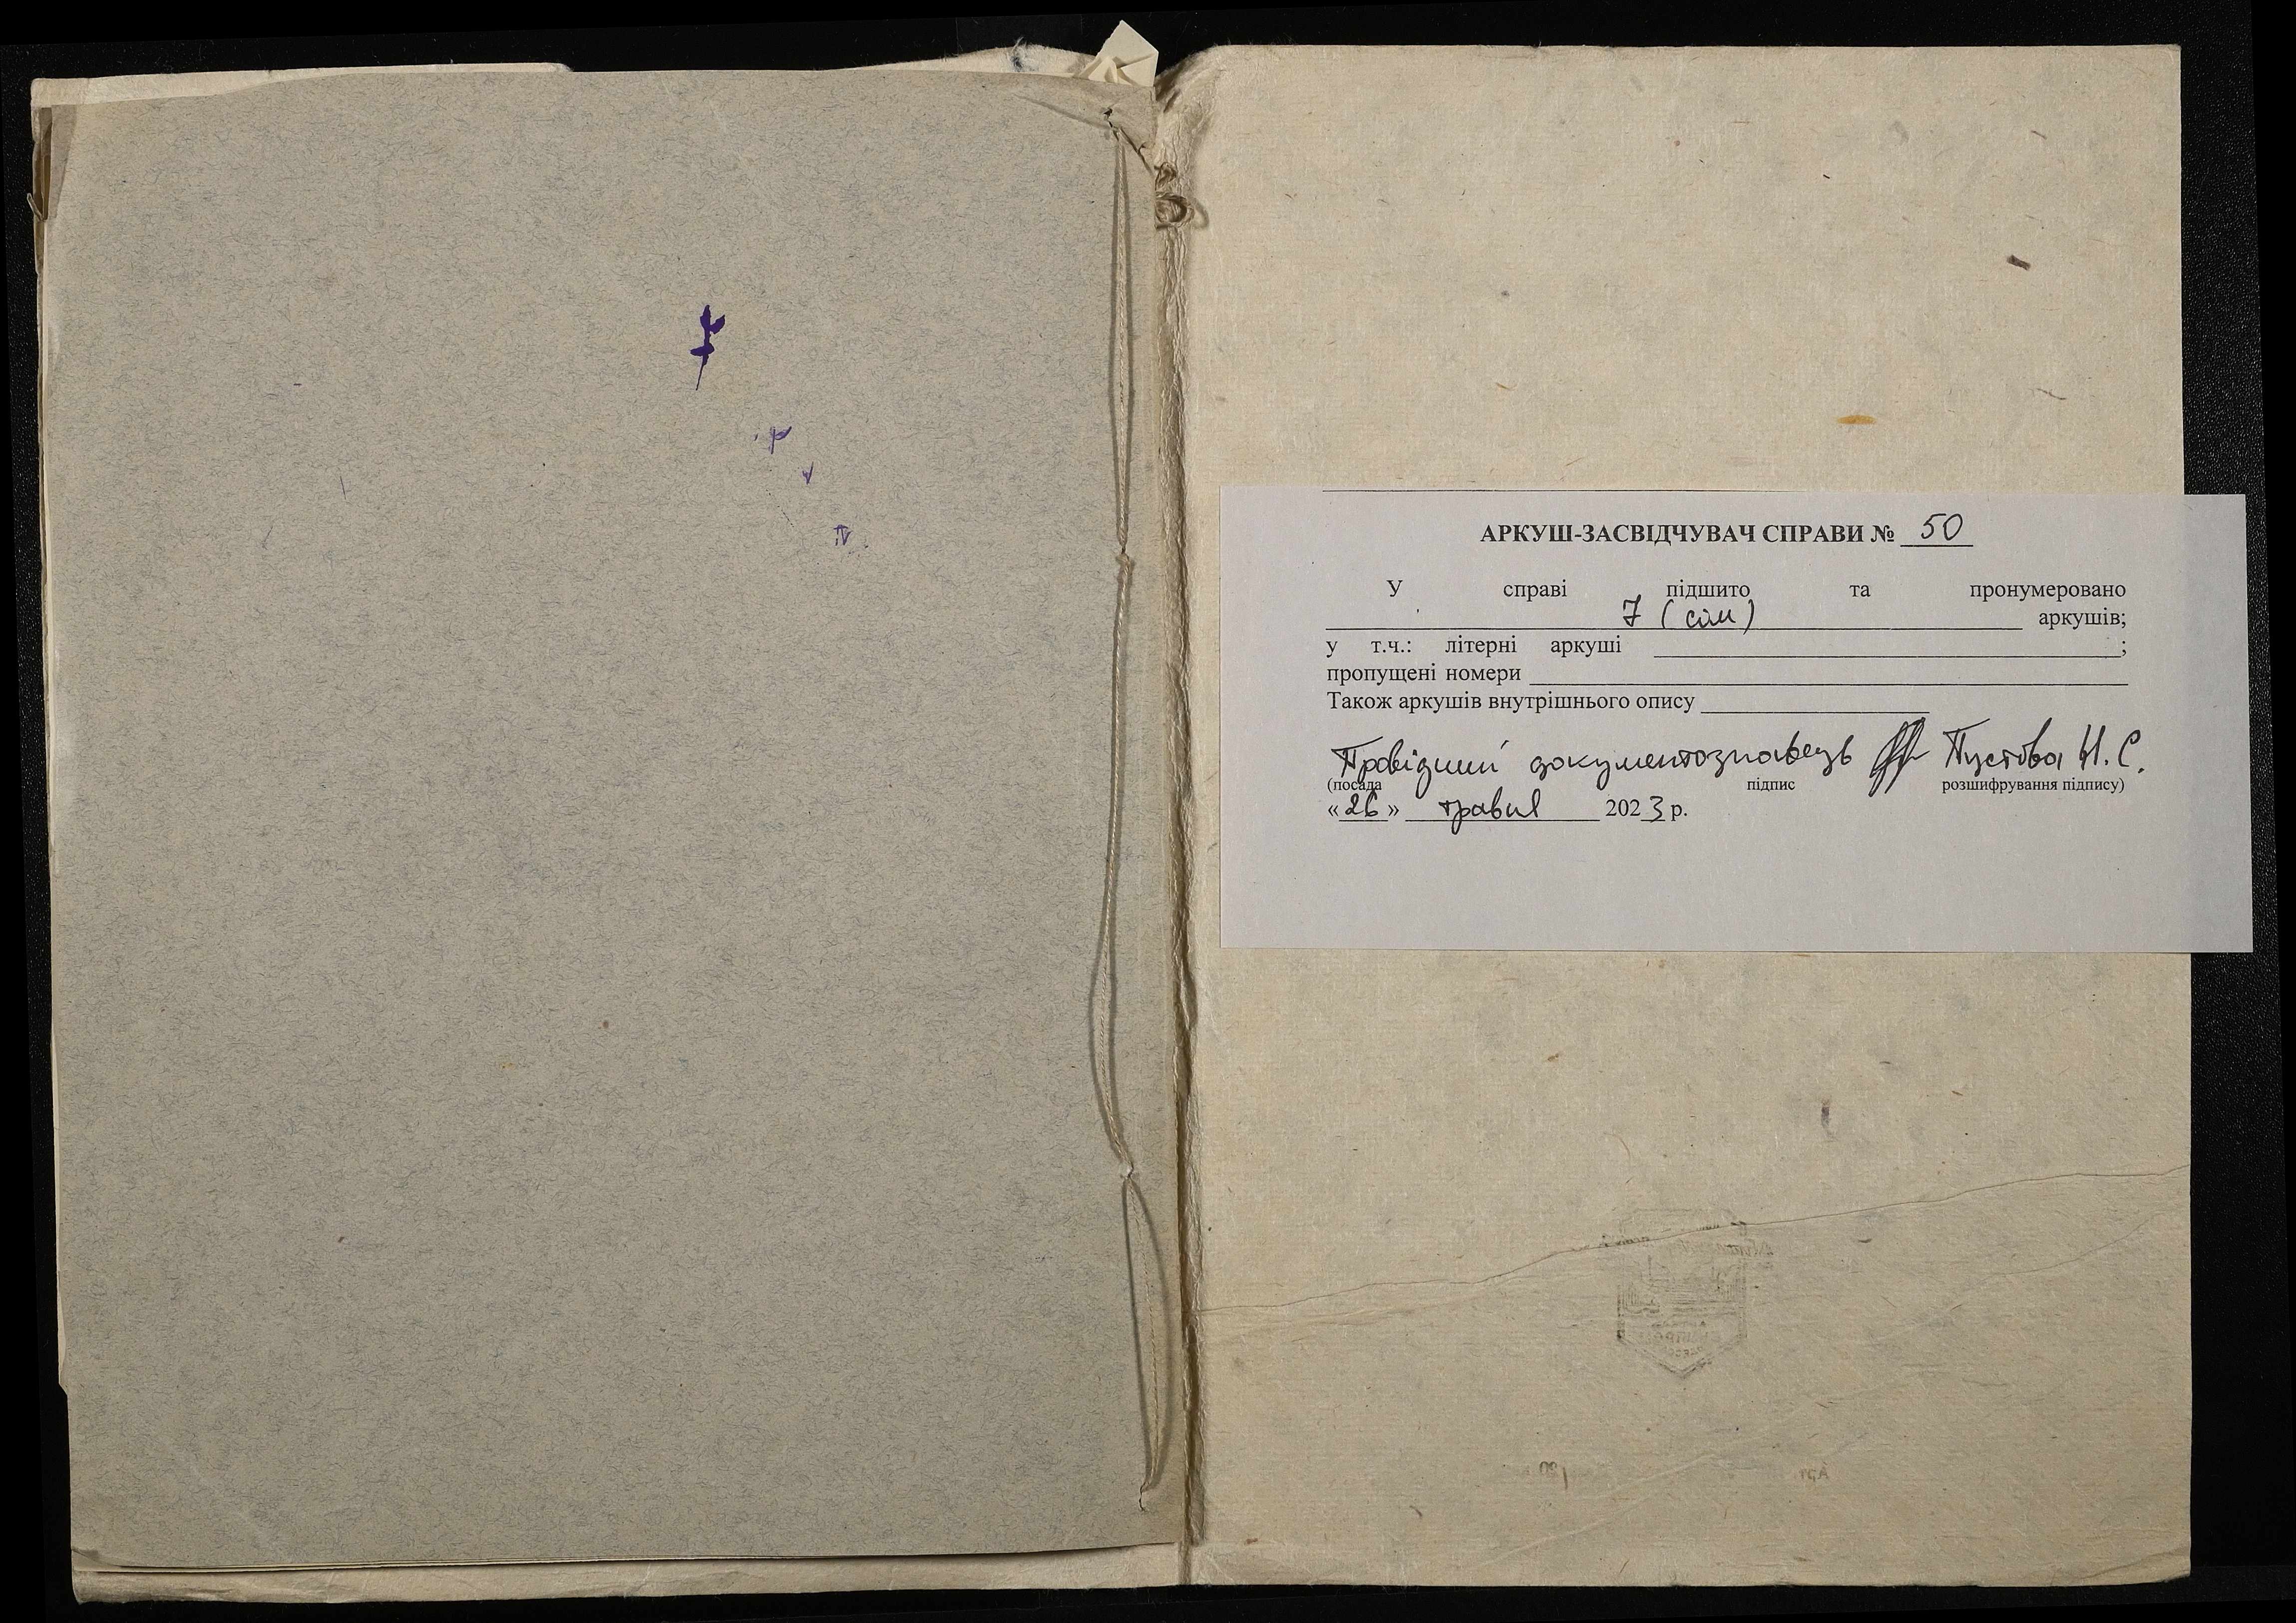 АРКУШ-ЗАСВІДЧУВАЧ СПРАВИ № 50
У справі підшито та пронумеровано
7 (сім) аркушів;
у т.ч.: літерні аркуші ;
пропущені номери
Також аркушів внутрішнього опису
Провідний документознавець Пустова Н. С.
(посада підпис розшифрування підпису)
«26» травня 2023 р.